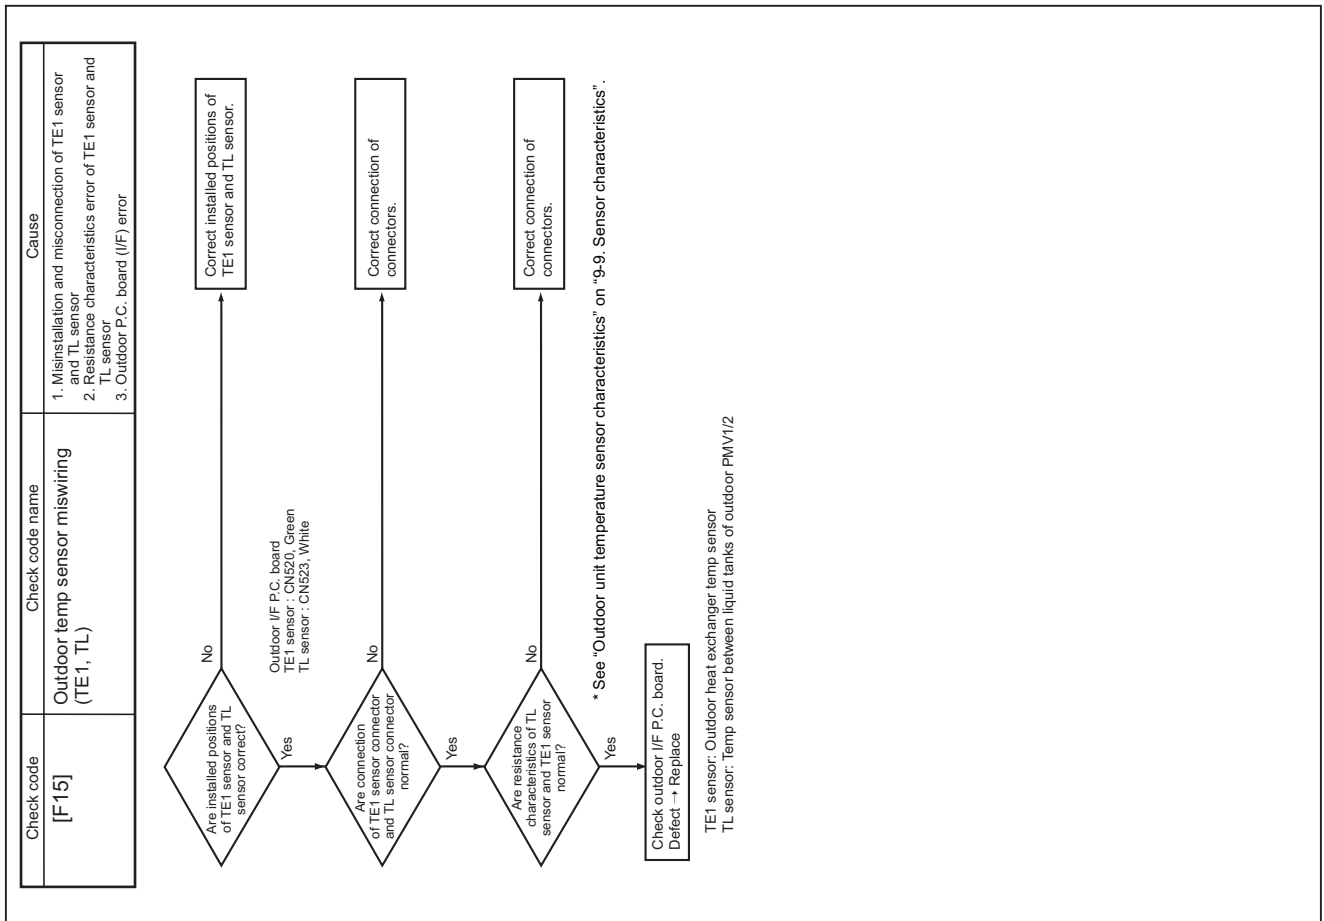 Check code
Check code name
Cause
[F15]
Outdoor temp sensor miswiring
(TE1, TL)
1. Misinstallation and misconnection of TE1 sensor
and TL sensor
2. Resistance characteristics error of TE1 sensor and
TL sensor
3. Outdoor P.C. board (I/F) error
Are installed positions
of TE1 sensor and TL
sensor correct?
No
Correct installed positions of
TE1 sensor and TL sensor.
Yes
Outdoor I/F P.C. board
TE1 sensor : CN520, Green
TL sensor : CN523, White
Are connection
of TE1 sensor connector
and TL sensor connector
normal?
No
Correct connection of
connectors.
Yes
Are resistance
characteristics of TL
sensor and TE1 sensor
normal?
No
Correct connection of
connectors.
Yes
* See “Outdoor unit temperature sensor characteristics” on “9-9. Sensor characteristics”.
Check outdoor I/F P.C. board.
Defect → Replace
TE1 sensor: Outdoor heat exchanger temp sensor
TL sensor: Temp sensor between liquid tanks of outdoor PMV1/2